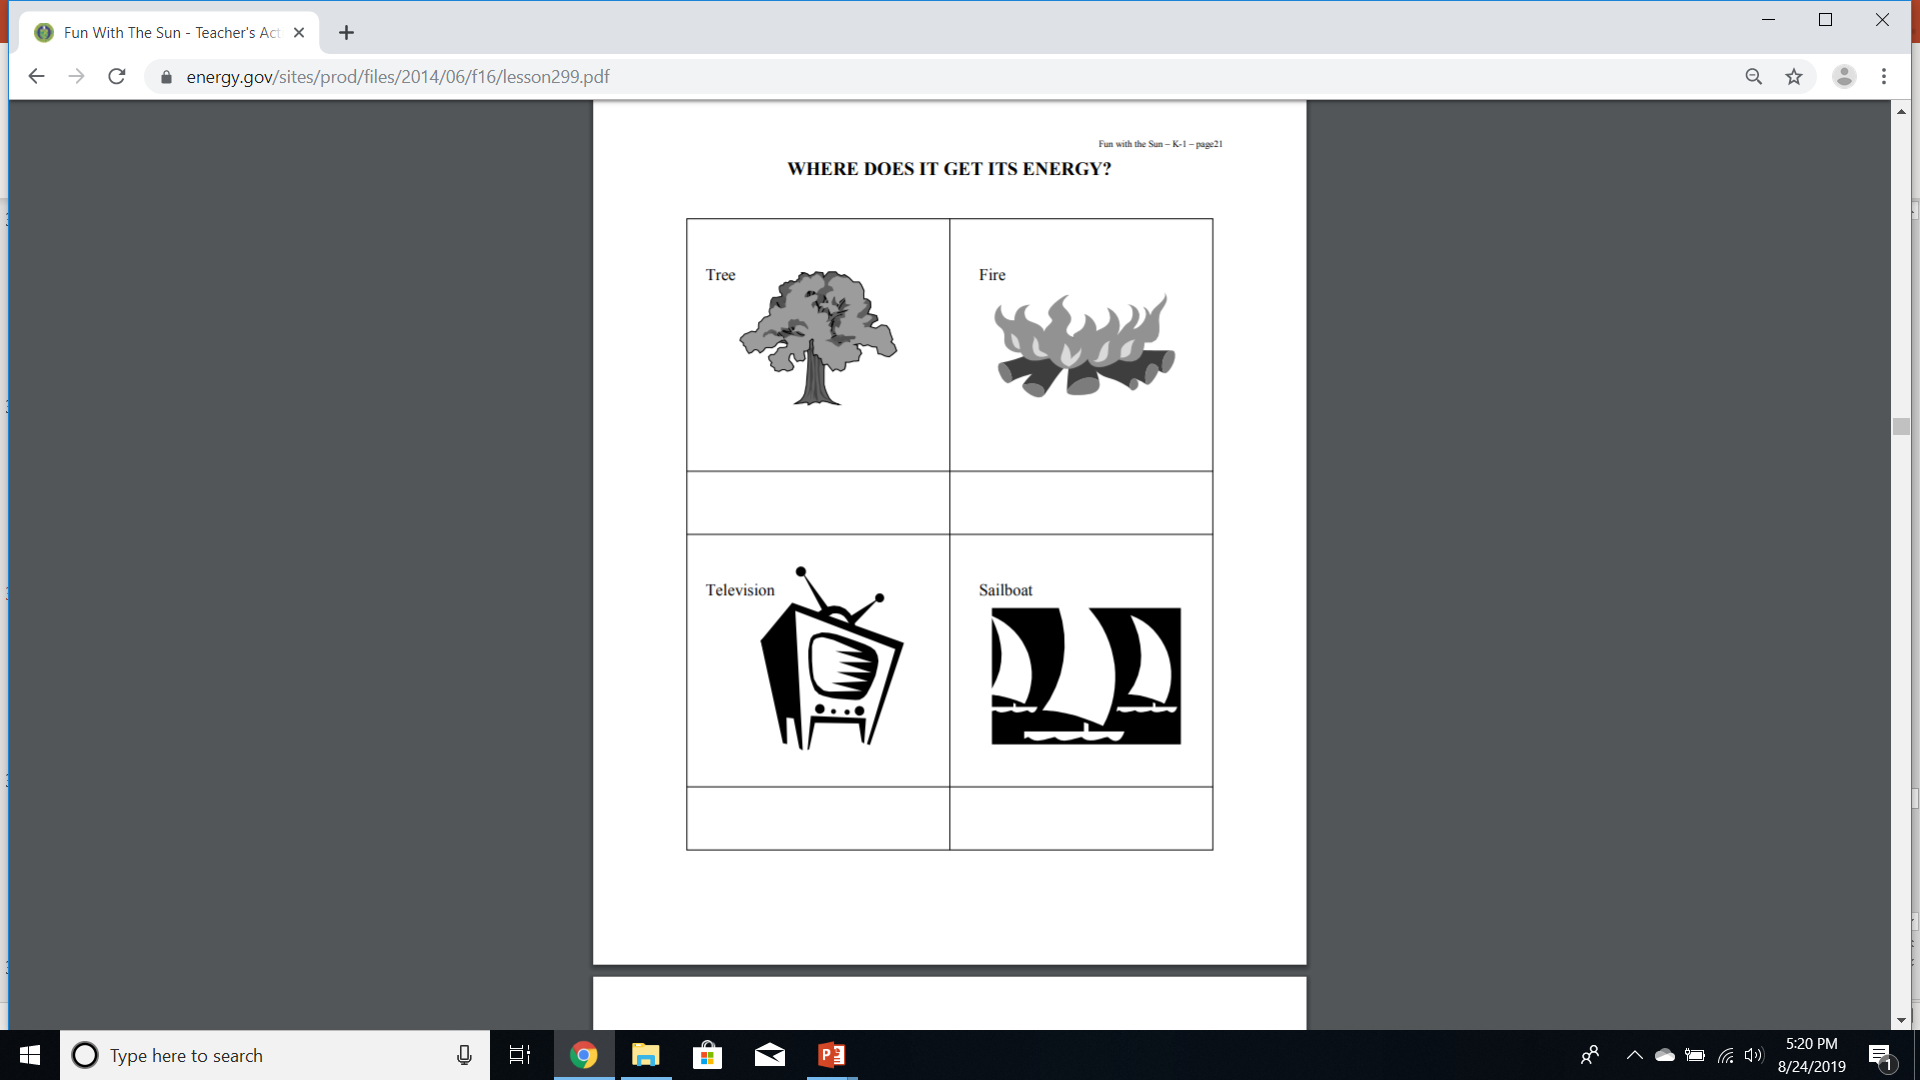 Fun With The Sun - Teacher's Act
energy.gov/sites/prod/files/2014/06/f16/lesson299.pdf
Fun with the Sun – K-1 – page21
WHERE DOES IT GET ITS ENERGY?
Tree
Fire
Television
Sailboat
Type here to search
5:20 PM
8/24/2019
1